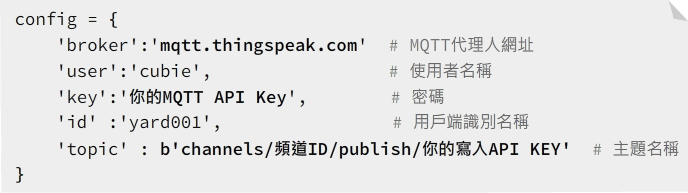 config = {
'broker':'mqtt.thingspeak.com' # MQTT代理人網址
'user':'cubie', # 使用者名稱
'key':'你的MQTT API Key', # 密碼
'id' :'yard001', # 用戶端識別名稱
'topic' : b'channels/頻道ID/publish/你的寫入API KEY' # 主題名稱
}